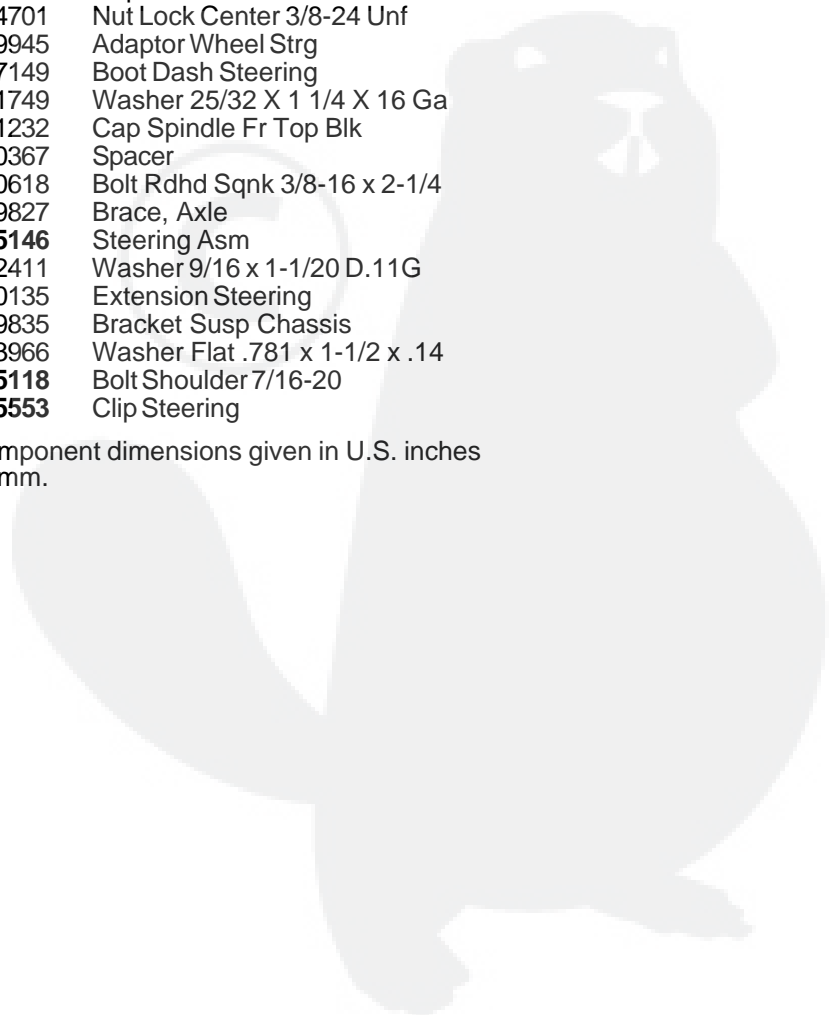 4701 Nut Lock Center 3/8-24 Unf
9945 Adaptor Wheel Strg
7149 Boot Dash Steering
1749 Washer 25/32 X 1 1/4 X 16 Ga
1232 Cap Spindle Fr Top Blk
0367 Spacer
0618 Bolt Rdhd Sqnk 3/8-16 x 2-1/4
9827 Brace, Axle
5146 Steering Asm
2411 Washer 9/16 x 1-1/20 D.11G
0135 Extension Steering
9835 Bracket Susp Chassis
3966 Washer Flat .781 x 1-1/2 x .14
5118 Bolt Shoulder 7/16-20
5553 Clip Steering
mponent dimensions given in U.S. inches
mm.
©